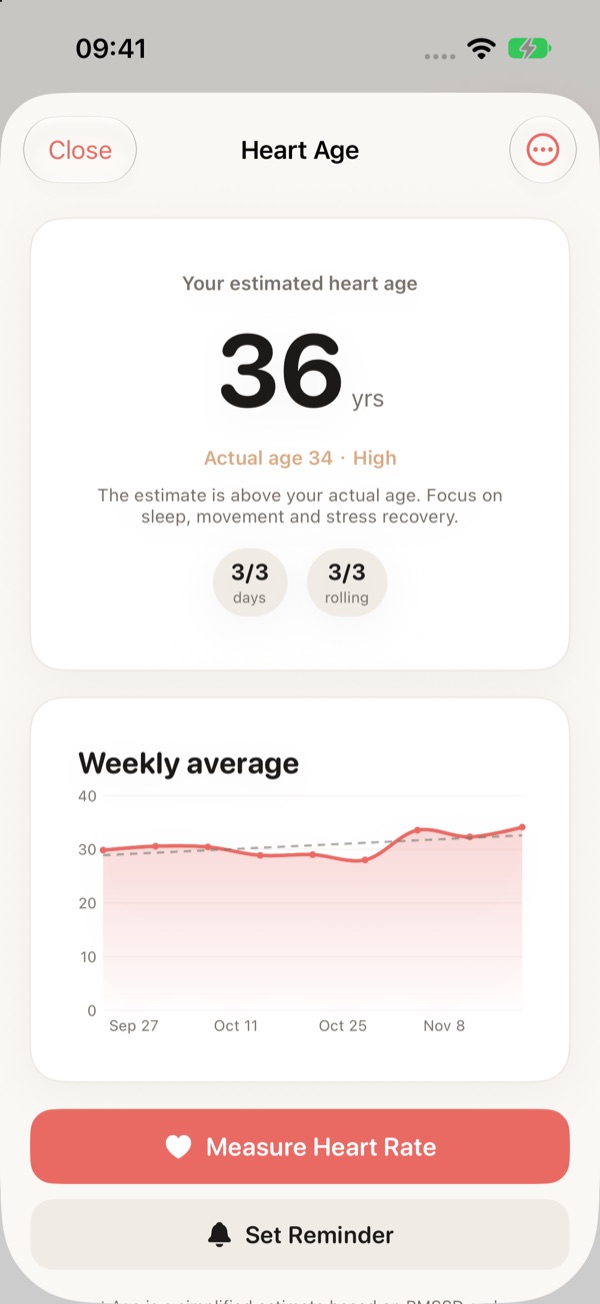 09:41
Close
Heart Age
Your estimated heart age
36 yrs
Actual age 34 · High
The estimate is above your actual age. Focus on
sleep, movement and stress recovery.
3/3
days
3/3
rolling
Weekly average
40
30
20
10
0
Sep 27
Oct 11
Oct 25
Nov 8
Measure Heart Rate
Set Reminder